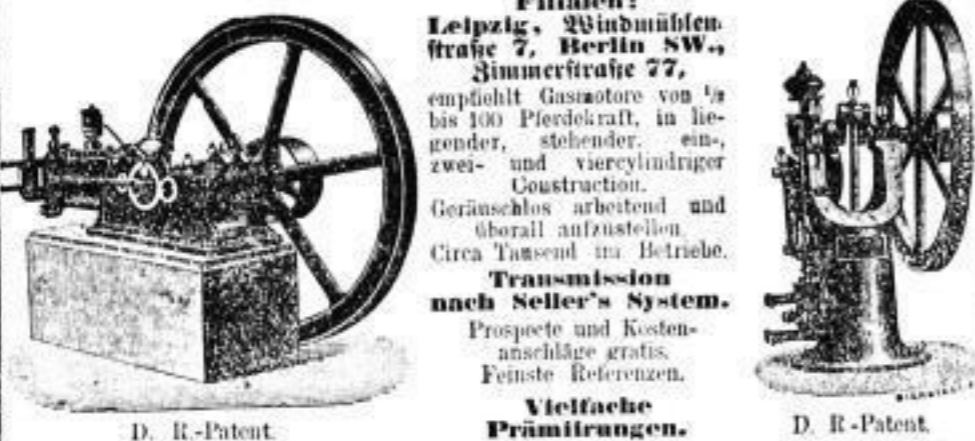 Filialen:
Leipzig, Windmühlen-
straße 7, Berlin SW.,
Zimmerstraße 77,
empfiehlt Gasmotore von ½
bis 100 Pferdekraft, in lie-
gender, stehender, ein-,
zwei- und viercylindriger
Construction.
Geräuschlos arbeitend und
überall aufzustellen
Circa Tausend im Betriebe.
Transmission
nach Seller's System.
Prospecte und Kosten-
anschläge gratis.
Feinste Referenzen.
Vielfache
Prämiirungen.
D. R.-Patent.
D. R.-Patent.